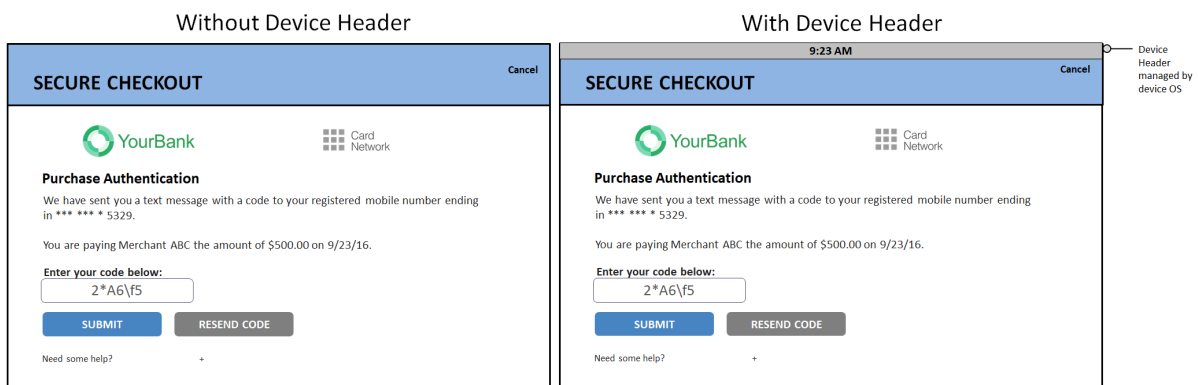 Without Device Header
SECURE CHECKOUT
Cancel
YourBank
Card
Network
Purchase Authentication
We have sent you a text message with a code to your registered mobile number ending
in *** *** * 5329.
You are paying Merchant ABC the amount of $500.00 on 9/23/16.
Enter your code below:
2*A6\f5
SUBMIT
RESEND CODE
Need some help?
+
With Device Header
9:23 AM
SECURE CHECKOUT
Cancel
YourBank
Card
Network
Purchase Authentication
We have sent you a text message with a code to your registered mobile number ending
in *** *** * 5329.
You are paying Merchant ABC the amount of $500.00 on 9/23/16.
Enter your code below:
2*A6\f5
SUBMIT
RESEND CODE
Need some help?
+
Device
Header
managed by
device OS